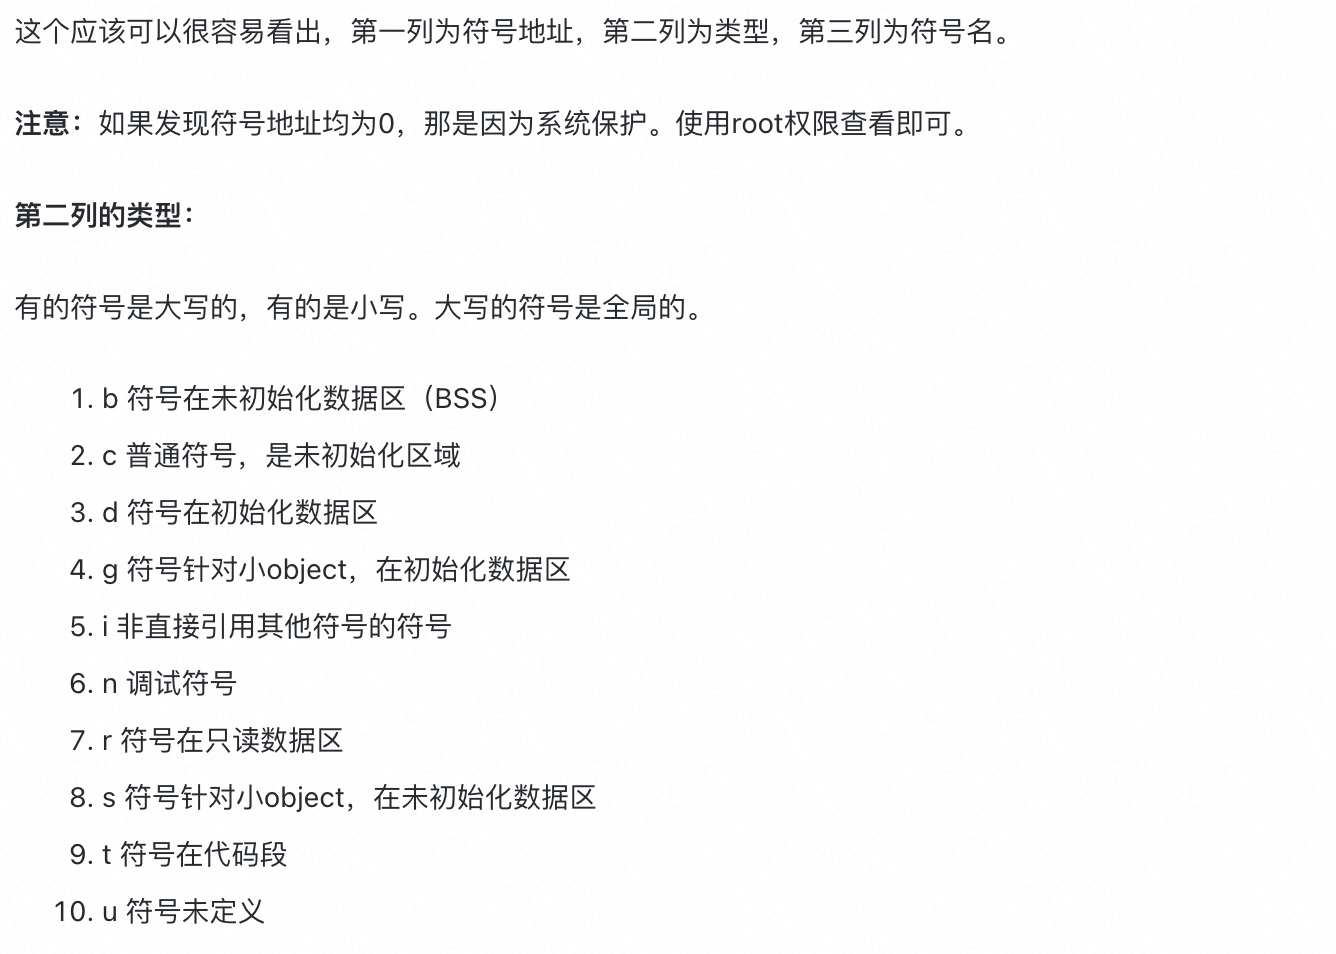 这个应该可以很容易看出，第一列为符号地址，第二列为类型，第三列为符号名。
注意：如果发现符号地址均为0，那是因为系统保护。使用root权限查看即可。
第二列的类型：
有的符号是大写的，有的是小写。大写的符号是全局的。
1. b 符号在未初始化数据区（BSS）
2. c 普通符号，是未初始化区域
3. d 符号在初始化数据区
4. g 符号针对小object，在初始化数据区
5. i 非直接引用其他符号的符号
6. n 调试符号
7. r 符号在只读数据区
8. s 符号针对小object，在未初始化数据区
9. t 符号在代码段
10. u 符号未定义